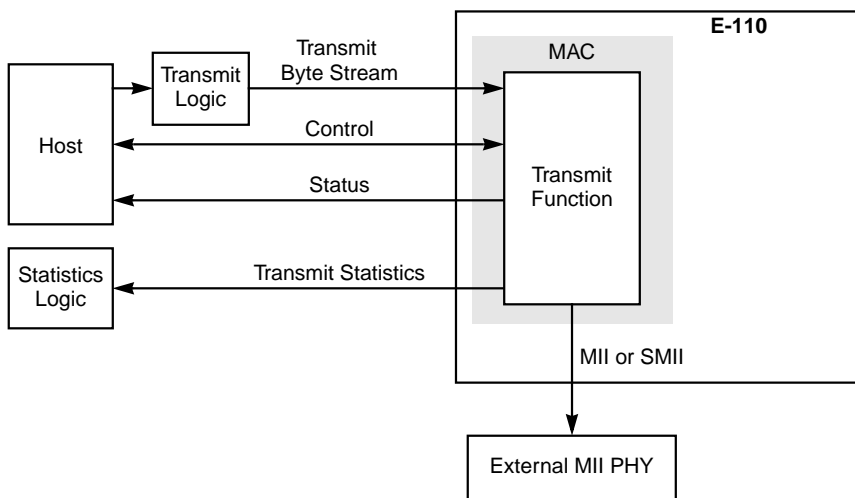 E-110
MAC
Transmit
Byte Stream
Transmit
Logic
Host
Control
Transmit
Function
Status
Statistics
Logic
Transmit Statistics
MII or SMII
External MII PHY